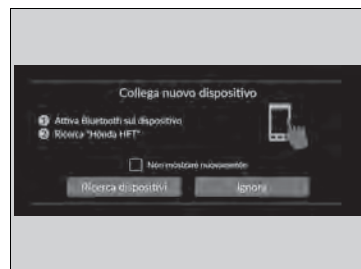 Collega nuovo dispositivo
1 Attiva Bluetooth sul dispositivo
2 Ricerca "Honda HFT"
Non mostrare nuovamente
Ricerca dispositivi
Ignora